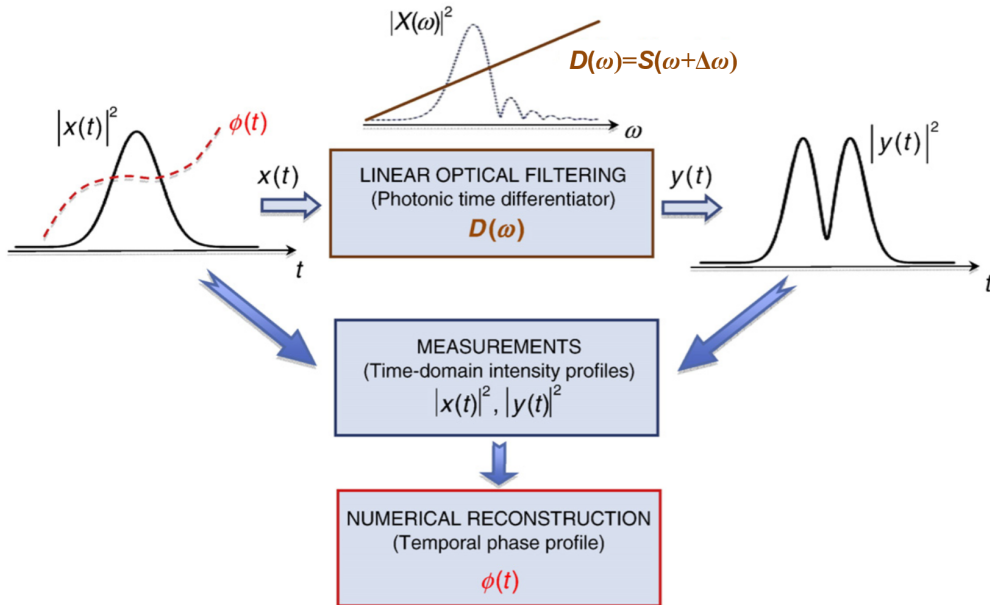 |X(ω)|²
D(ω)=S(ω+Δω)
ω
|x(t)|²
ϕ(t)
t
x(t)
LINEAR OPTICAL FILTERING
(Photonic time differentiator)
D(ω)
y(t)
|y(t)|²
t
MEASUREMENTS
(Time-domain intensity profiles)
|x(t)|², |y(t)|²
NUMERICAL RECONSTRUCTION
(Temporal phase profile)
ϕ(t)